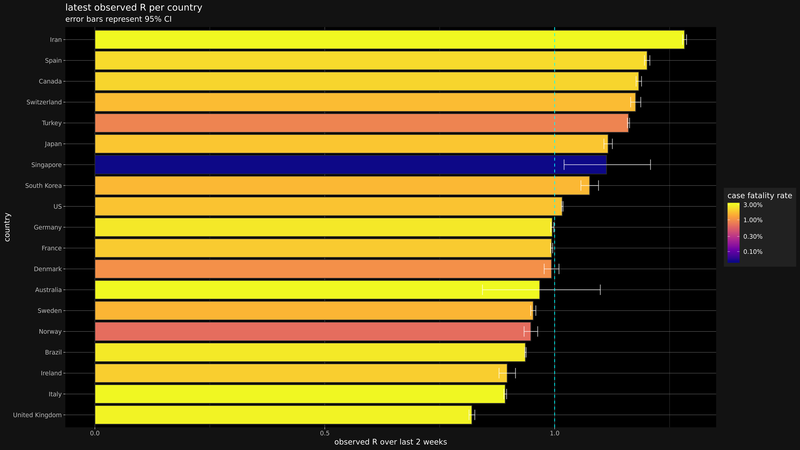 latest observed R per country
error bars represent 95% CI
Iran
Spain
Canada
Switzerland
Turkey
Japan
Singapore
South Korea
US
Germany
France
Denmark
Australia
Sweden
Norway
Brazil
Ireland
Italy
United Kingdom
country
0.0
0.5
1.0
observed R over last 2 weeks
case fatality rate
3.00%
1.00%
0.30%
0.10%